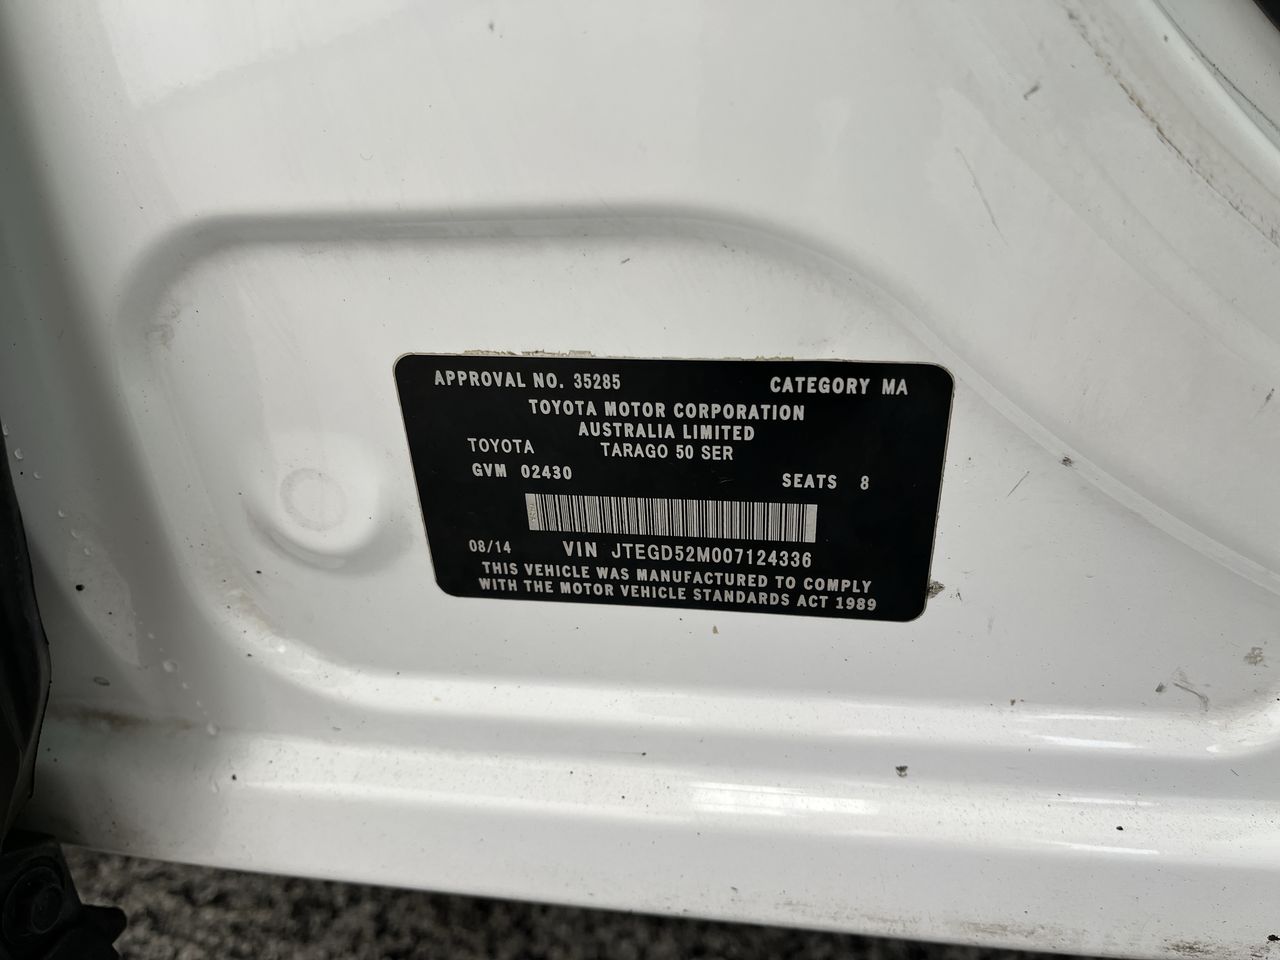 APPROVAL NO. 35285 CATEGORY MA
TOYOTA MOTOR CORPORATION
AUSTRALIA LIMITED
TOYOTA TARAGO 50 SER
GVM 02430 SEATS 8
08/14 VIN JTEGD52M007124336
THIS VEHICLE WAS MANUFACTURED TO COMPLY
WITH THE MOTOR VEHICLE STANDARDS ACT 1989